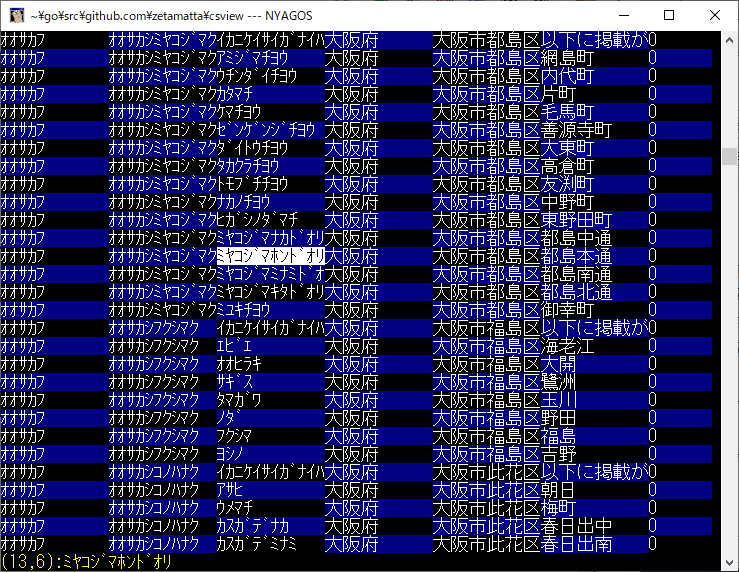 ~¥go¥src¥github.com¥zetamatta¥csview --- NYAGOS
ｵｵｻｶﾌ ｵｵｻｶｼﾐﾔｺｼﾞﾏｸ ｲｶﾆｹｲｻｲｶﾞﾅｲﾊ 大阪府 大阪市都島区 以下に掲載が 0
ｵｵｻｶﾌ ｵｵｻｶｼﾐﾔｺｼﾞﾏｸ ｱﾐｼﾞﾏﾁﾖｳ 大阪府 大阪市都島区 網島町 0
ｵｵｻｶﾌ ｵｵｻｶｼﾐﾔｺｼﾞﾏｸ ｳﾁﾝﾀﾞｲﾁﾖｳ 大阪府 大阪市都島区 内代町 0
ｵｵｻｶﾌ ｵｵｻｶｼﾐﾔｺｼﾞﾏｸ ｶﾀﾏﾁ 大阪府 大阪市都島区 片町 0
ｵｵｻｶﾌ ｵｵｻｶｼﾐﾔｺｼﾞﾏｸ ｹﾏﾁﾖｳ 大阪府 大阪市都島区 毛馬町 0
ｵｵｻｶﾌ ｵｵｻｶｼﾐﾔｺｼﾞﾏｸ ｾﾞﾝｹﾞﾝｼﾞﾁﾖｳ 大阪府 大阪市都島区 善源寺町 0
ｵｵｻｶﾌ ｵｵｻｶｼﾐﾔｺｼﾞﾏｸ ﾀﾞｲﾄｳﾁﾖｳ 大阪府 大阪市都島区 大東町 0
ｵｵｻｶﾌ ｵｵｻｶｼﾐﾔｺｼﾞﾏｸ ﾀｶｸﾗﾁﾖｳ 大阪府 大阪市都島区 高倉町 0
ｵｵｻｶﾌ ｵｵｻｶｼﾐﾔｺｼﾞﾏｸ ﾄﾓﾌﾞﾁﾁﾖｳ 大阪府 大阪市都島区 友渕町 0
ｵｵｻｶﾌ ｵｵｻｶｼﾐﾔｺｼﾞﾏｸ ﾅｶﾉﾁﾖｳ 大阪府 大阪市都島区 中野町 0
ｵｵｻｶﾌ ｵｵｻｶｼﾐﾔｺｼﾞﾏｸ ﾋｶﾞｼﾉﾀﾞﾏﾁ 大阪府 大阪市都島区 東野田町 0
ｵｵｻｶﾌ ｵｵｻｶｼﾐﾔｺｼﾞﾏｸ ﾐﾔｺｼﾞﾏﾅｶﾄﾞｵﾘ 大阪府 大阪市都島区 都島中通 0
ｵｵｻｶﾌ ｵｵｻｶｼﾐﾔｺｼﾞﾏｸ ﾐﾔｺｼﾞﾏﾎﾝﾄﾞｵﾘ 大阪府 大阪市都島区 都島本通 0
ｵｵｻｶﾌ ｵｵｻｶｼﾐﾔｺｼﾞﾏｸ ﾐﾔｺｼﾞﾏﾐﾅﾐﾄﾞｵ 大阪府 大阪市都島区 都島南通 0
ｵｵｻｶﾌ ｵｵｻｶｼﾐﾔｺｼﾞﾏｸ ﾐﾔｺｼﾞﾏｷﾀﾄﾞｵﾘ 大阪府 大阪市都島区 都島北通 0
ｵｵｻｶﾌ ｵｵｻｶｼﾐﾔｺｼﾞﾏｸ ﾐﾕｷﾁﾖｳ 大阪府 大阪市都島区 御幸町 0
ｵｵｻｶﾌ ｵｵｻｶｼﾌｸｼﾏｸ ｲｶﾆｹｲｻｲｶﾞﾅｲﾊ 大阪府 大阪市福島区 以下に掲載が 0
ｵｵｻｶﾌ ｵｵｻｶｼﾌｸｼﾏｸ ｴﾋﾞｴ 大阪府 大阪市福島区 海老江 0
ｵｵｻｶﾌ ｵｵｻｶｼﾌｸｼﾏｸ ｵｵﾋﾗｷ 大阪府 大阪市福島区 大開 0
ｵｵｻｶﾌ ｵｵｻｶｼﾌｸｼﾏｸ ｻｷﾞｽ 大阪府 大阪市福島区 鷺洲 0
ｵｵｻｶﾌ ｵｵｻｶｼﾌｸｼﾏｸ ﾀﾏｶﾞﾜ 大阪府 大阪市福島区 玉川 0
ｵｵｻｶﾌ ｵｵｻｶｼﾌｸｼﾏｸ ﾉﾀﾞ 大阪府 大阪市福島区 野田 0
ｵｵｻｶﾌ ｵｵｻｶｼﾌｸｼﾏｸ ﾌｸｼﾏ 大阪府 大阪市福島区 福島 0
ｵｵｻｶﾌ ｵｵｻｶｼﾌｸｼﾏｸ ﾖｼﾉ 大阪府 大阪市福島区 吉野 0
ｵｵｻｶﾌ ｵｵｻｶｼｺﾉﾊﾅｸ ｲｶﾆｹｲｻｲｶﾞﾅｲﾊ 大阪府 大阪市此花区 以下に掲載が 0
ｵｵｻｶﾌ ｵｵｻｶｼｺﾉﾊﾅｸ ｱｻﾋ 大阪府 大阪市此花区 朝日 0
ｵｵｻｶﾌ ｵｵｻｶｼｺﾉﾊﾅｸ ｳﾒﾏﾁ 大阪府 大阪市此花区 梅町 0
ｵｵｻｶﾌ ｵｵｻｶｼｺﾉﾊﾅｸ ｶｽｶﾞﾃﾞﾅｶ 大阪府 大阪市此花区 春日出中 0
ｵｵｻｶﾌ ｵｵｻｶｼｺﾉﾊﾅｸ ｶｽｶﾞﾃﾞﾐﾅﾐ 大阪府 大阪市此花区 春日出南 0
(13,6):ﾐﾔｺｼﾞﾏﾎﾝﾄﾞｵﾘ